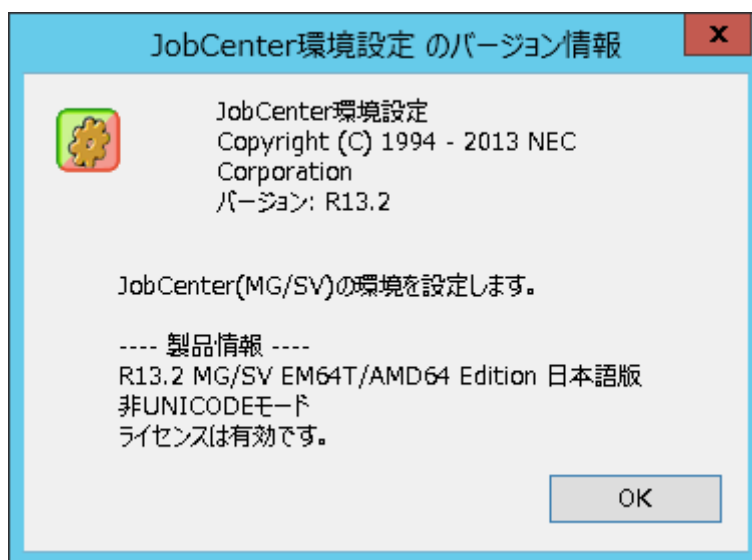 JobCenter環境設定 のバージョン情報
x
JobCenter環境設定
Copyright (C) 1994 - 2013 NEC
Corporation
バージョン: R13.2
JobCenter(MG/SV)の環境を設定します。
---- 製品情報 ----
R13.2 MG/SV EM64T/AMD64 Edition 日本語版
非UNICODEモード
ライセンスは有効です。
OK